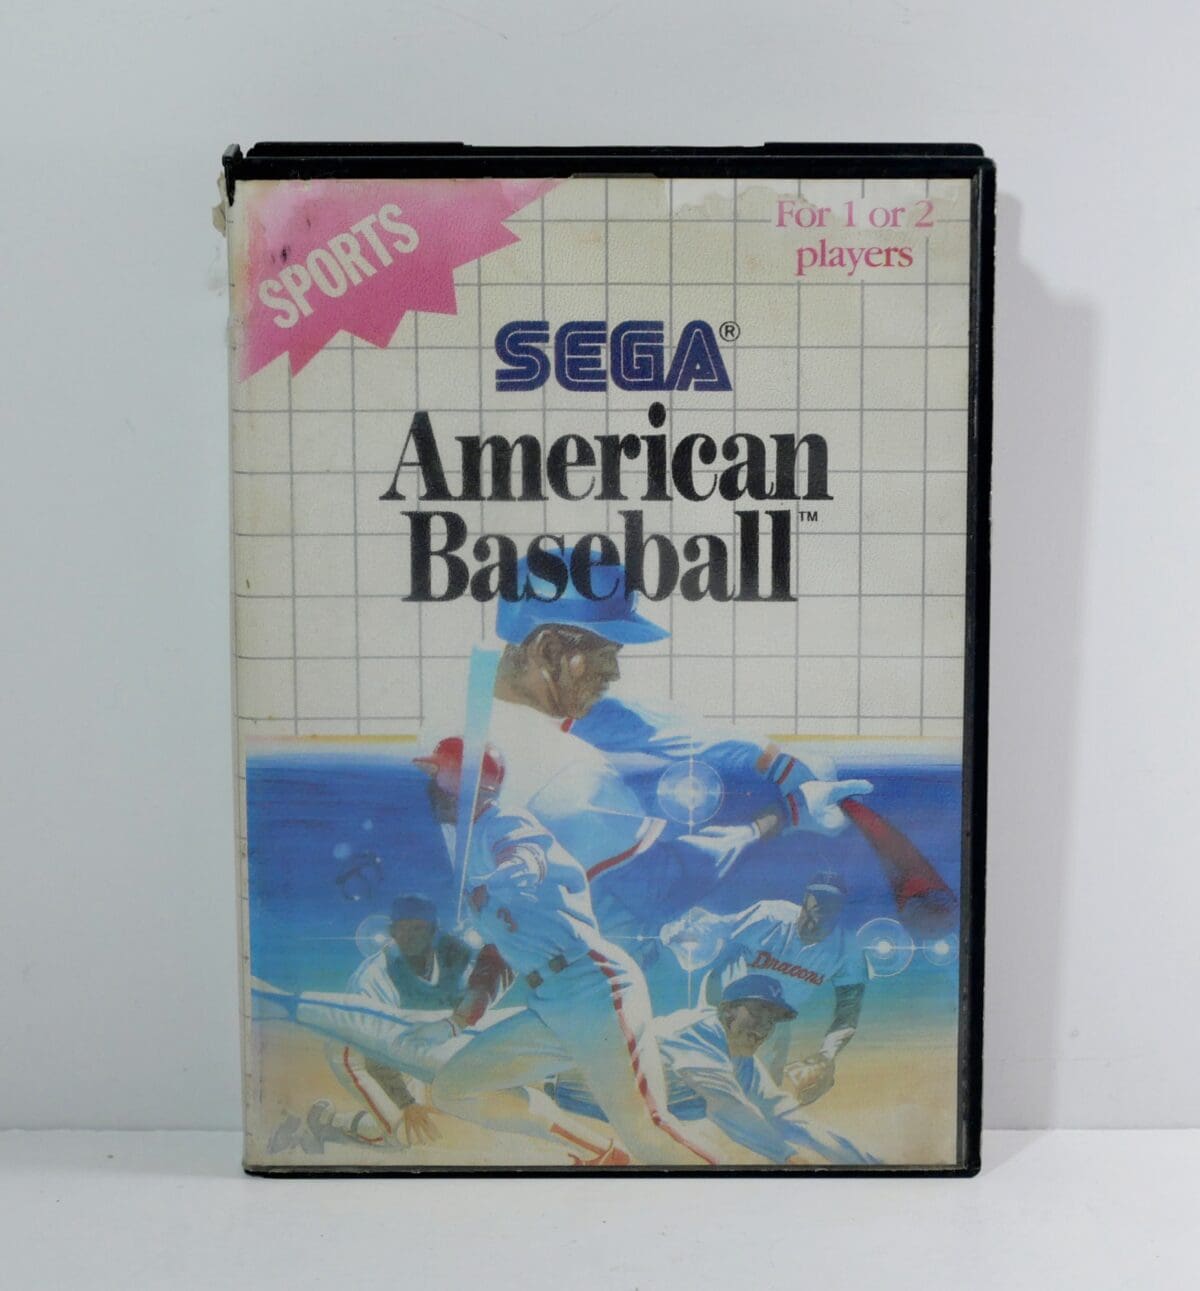 SPORTS
For 1 or 2
players
SEGA®
American
Baseball™
Dragons